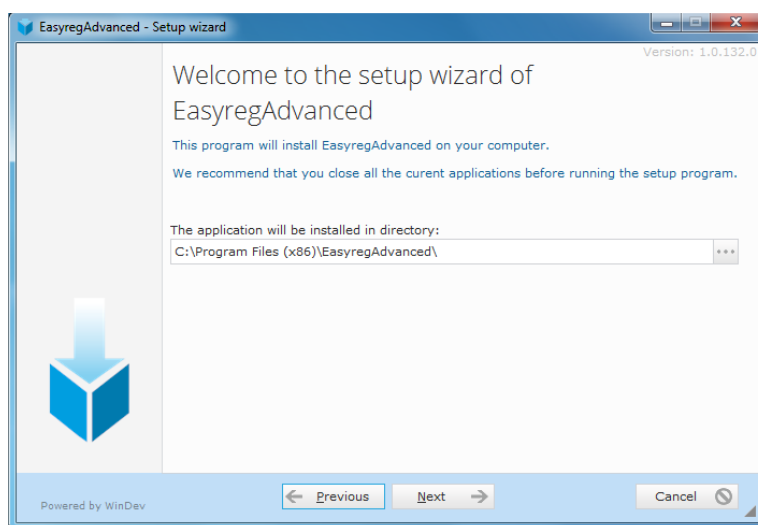 EasyregAdvanced - Setup wizard
Version: 1.0.132.0
Welcome to the setup wizard of
EasyregAdvanced
This program will install EasyregAdvanced on your computer.
We recommend that you close all the curent applications before running the setup program.
The application will be installed in directory:
C:\Program Files (x86)\EasyregAdvanced\
Powered by WinDev
Previous
Next
Cancel